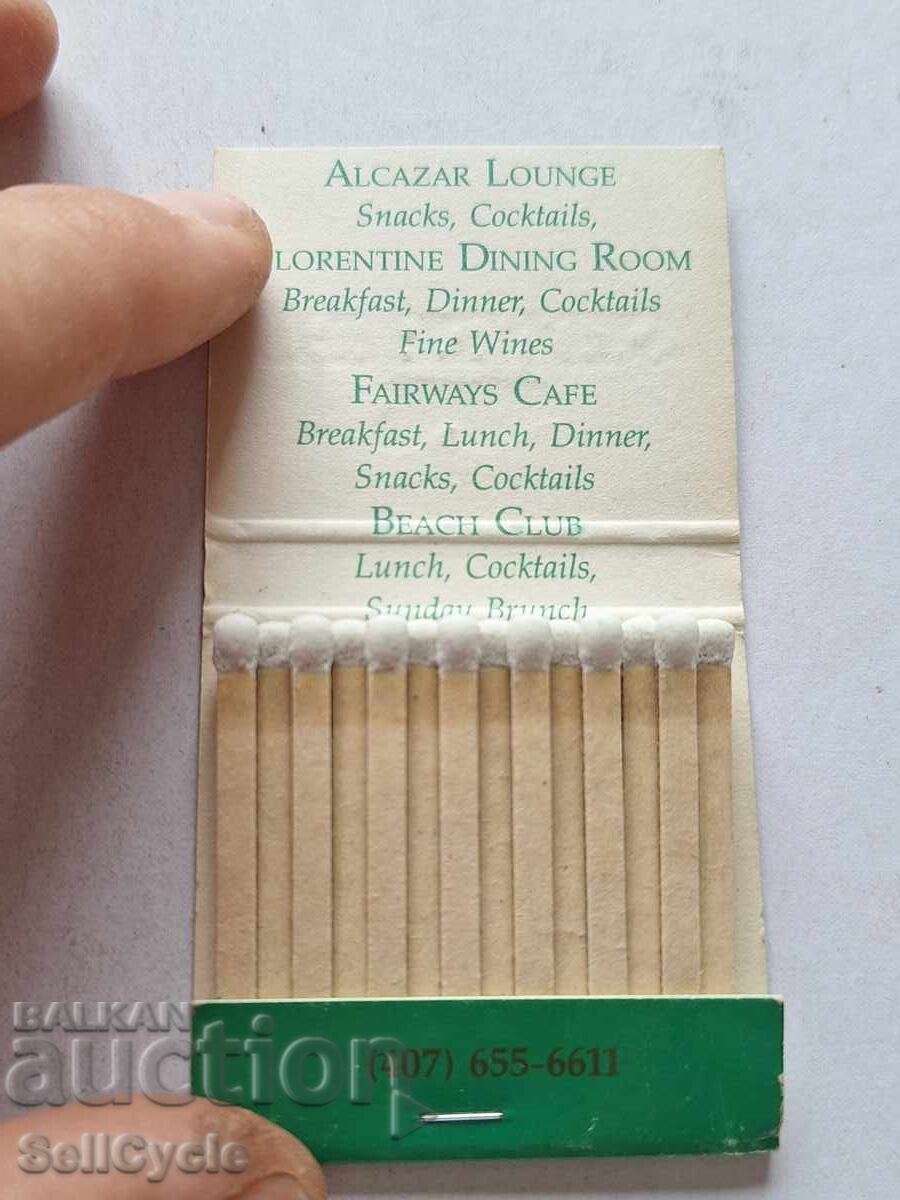 ALCAZAR LOUNGE
Snacks, Cocktails,
LORENTINE DINING ROOM
Breakfast, Dinner, Cocktails
Fine Wines
FAIRWAYS CAFE
Breakfast, Lunch, Dinner,
Snacks, Cocktails
BEACH CLUB
Lunch, Cocktails,
Sunday Brunch
(407) 655-6611
BALKAN
auction
SellCycle